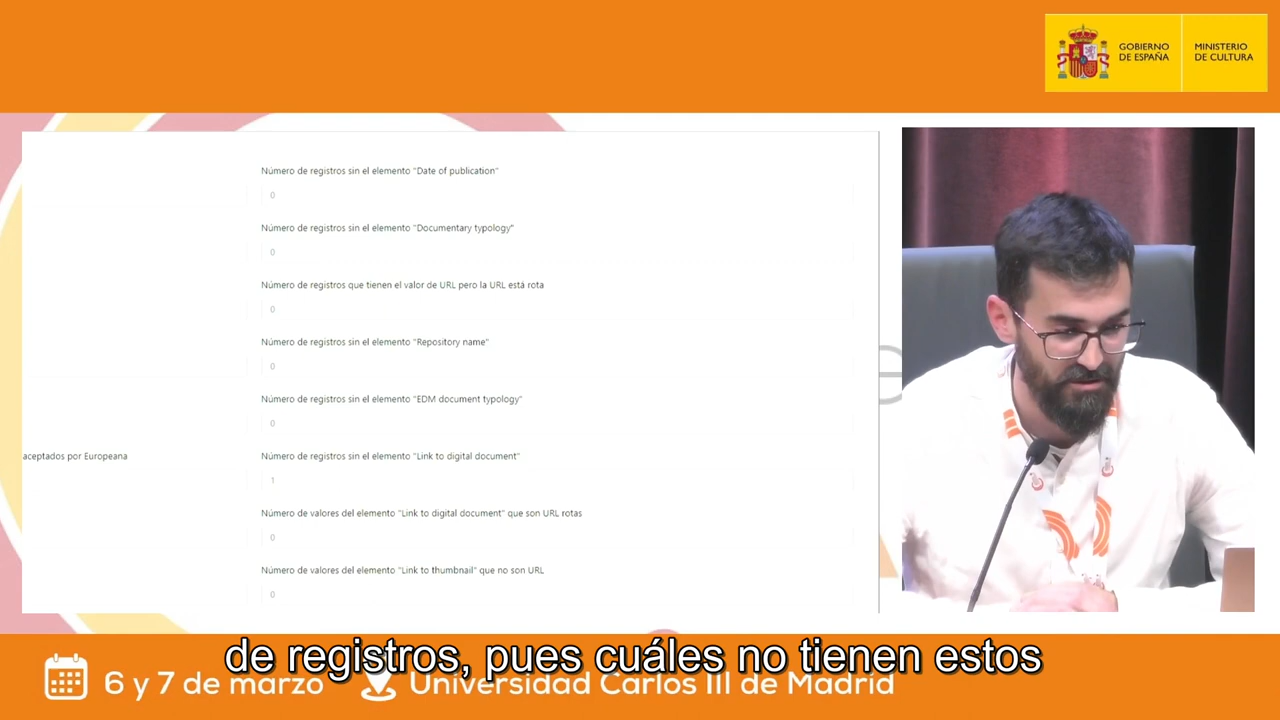 GOBIERNO
DE ESPAÑA
MINISTERIO
DE CULTURA
Número de registros sin el elemento "Date of publication"
0
Número de registros sin el elemento "Documentary typology"
0
Número de registros que tienen el valor de URL pero la URL está rota
0
Número de registros sin el elemento "Repository name"
0
Número de registros sin el elemento "EDM document typology"
0
aceptados por Europeana
Número de registros sin el elemento "Link to digital document"
1
Número de valores del elemento "Link to digital document" que son URL rotas
0
Número de valores del elemento "Link to thumbnail" que no son URL
0
de registros, pues cuáles no tienen estos
6 y 7 de marzo
Universidad Carlos III de Madrid